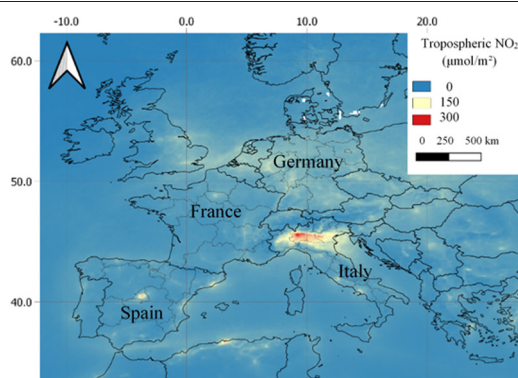 -10.0 0.0 10.0 20.0
Tropospheric NO₂
(µmol/m²)
0
150
300
0 250 500 km
60.0
50.0
40.0
Germany
France
Italy
Spain